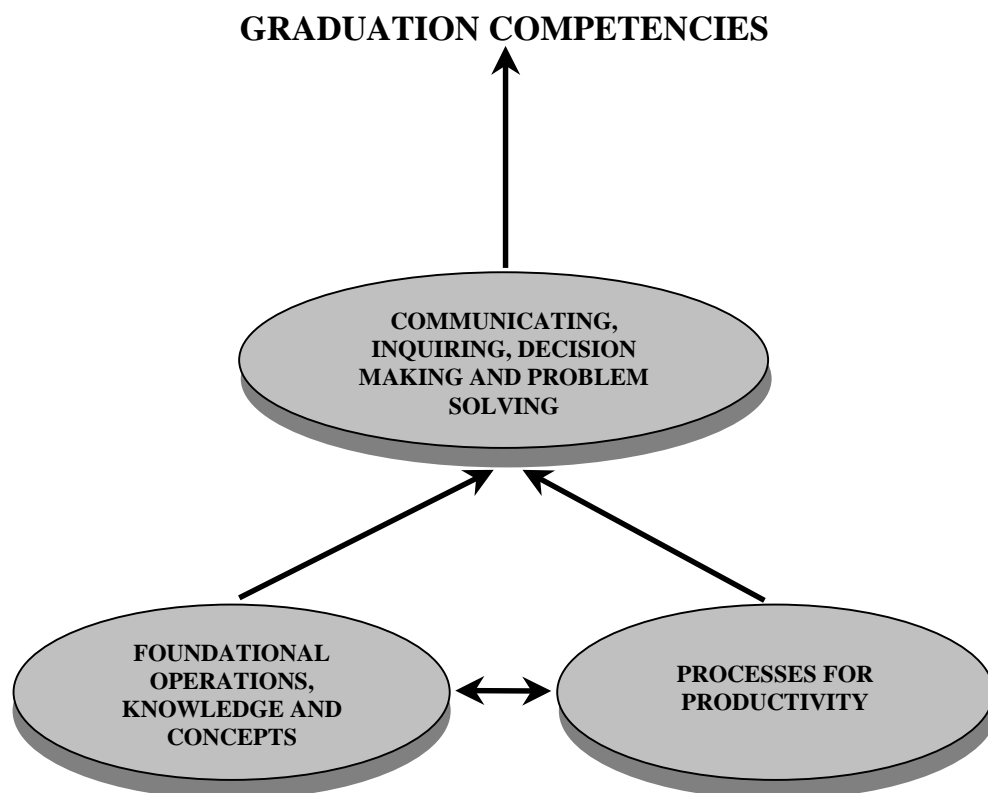 GRADUATION COMPETENCIES
COMMUNICATING,
INQUIRING, DECISION
MAKING AND PROBLEM
SOLVING
FOUNDATIONAL
OPERATIONS,
KNOWLEDGE AND
CONCEPTS
PROCESSES FOR
PRODUCTIVITY